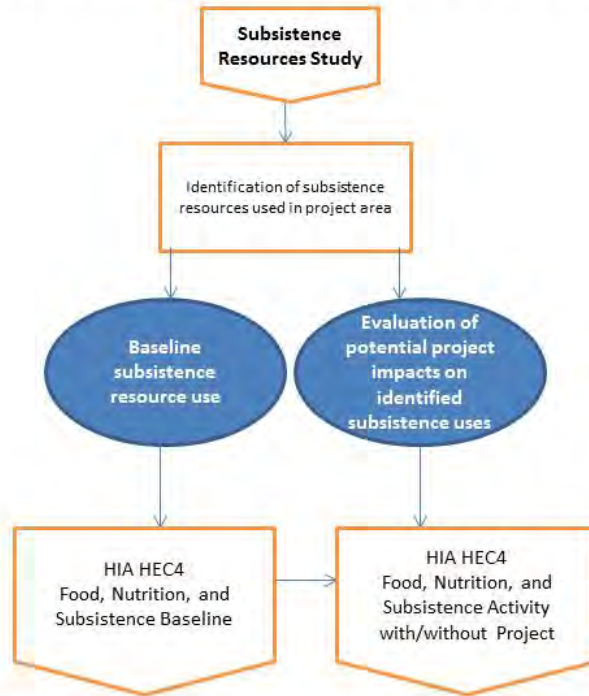 Subsistence
Resources Study
Identification of subsistence
resources used in project area
Baseline
subsistence
resource use
Evaluation of
potential project
impacts on
identified
subsistence uses
HIA HEC4
Food, Nutrition, and
Subsistence Baseline
HIA HEC4
Food, Nutrition, and
Subsistence Activity
with/without Project